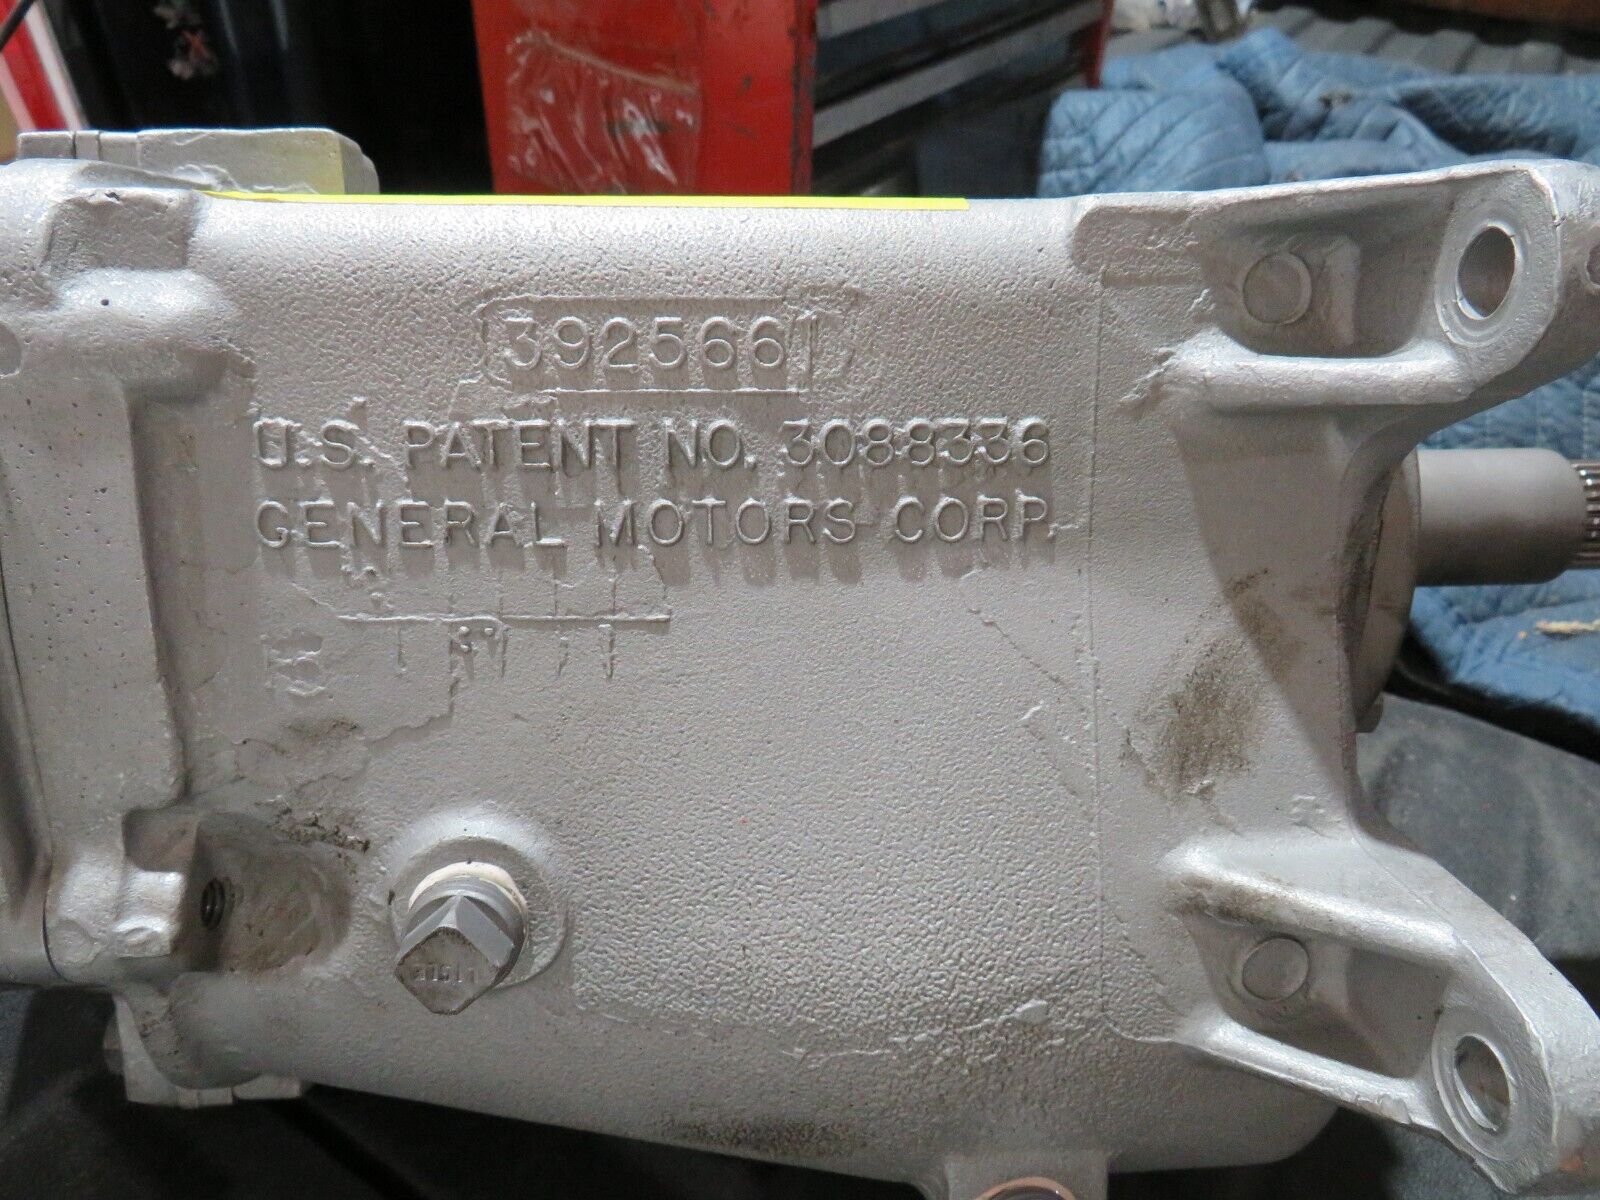 3925661
U.S. PATENT NO. 3088336
GENERAL MOTORS CORP.